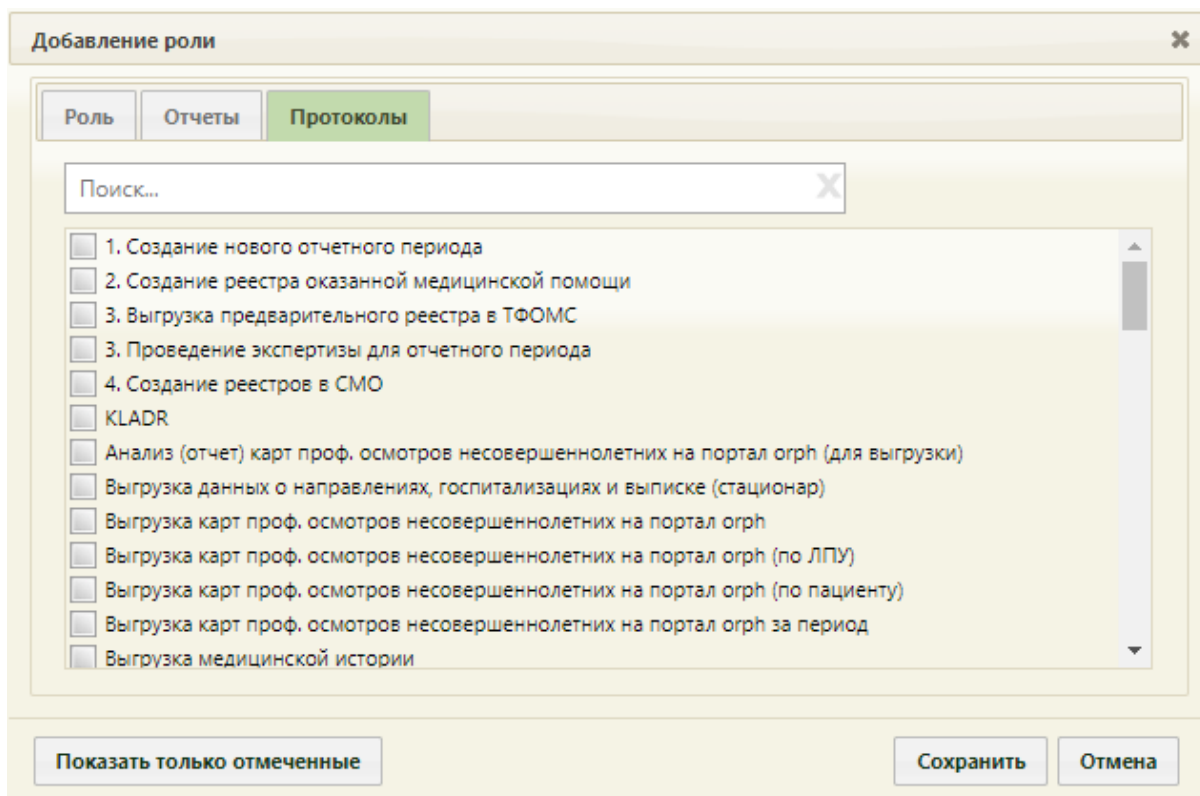 Добавление роли
Роль Отчеты Протоколы
Поиск...
1. Создание нового отчетного периода
2. Создание реестра оказанной медицинской помощи
3. Выгрузка предварительного реестра в ТФОМС
3. Проведение экспертизы для отчетного периода
4. Создание реестров в СМО
KLADR
Анализ (отчет) карт проф. осмотров несовершеннолетних на портал orph (для выгрузки)
Выгрузка данных о направлениях, госпитализациях и выписке (стационар)
Выгрузка карт проф. осмотров несовершеннолетних на портал orph
Выгрузка карт проф. осмотров несовершеннолетних на портал orph (по ЛПУ)
Выгрузка карт проф. осмотров несовершеннолетних на портал orph (по пациенту)
Выгрузка карт проф. осмотров несовершеннолетних на портал orph за период
Выгрузка медицинской истории
Показать только отмеченные Сохранить Отмена